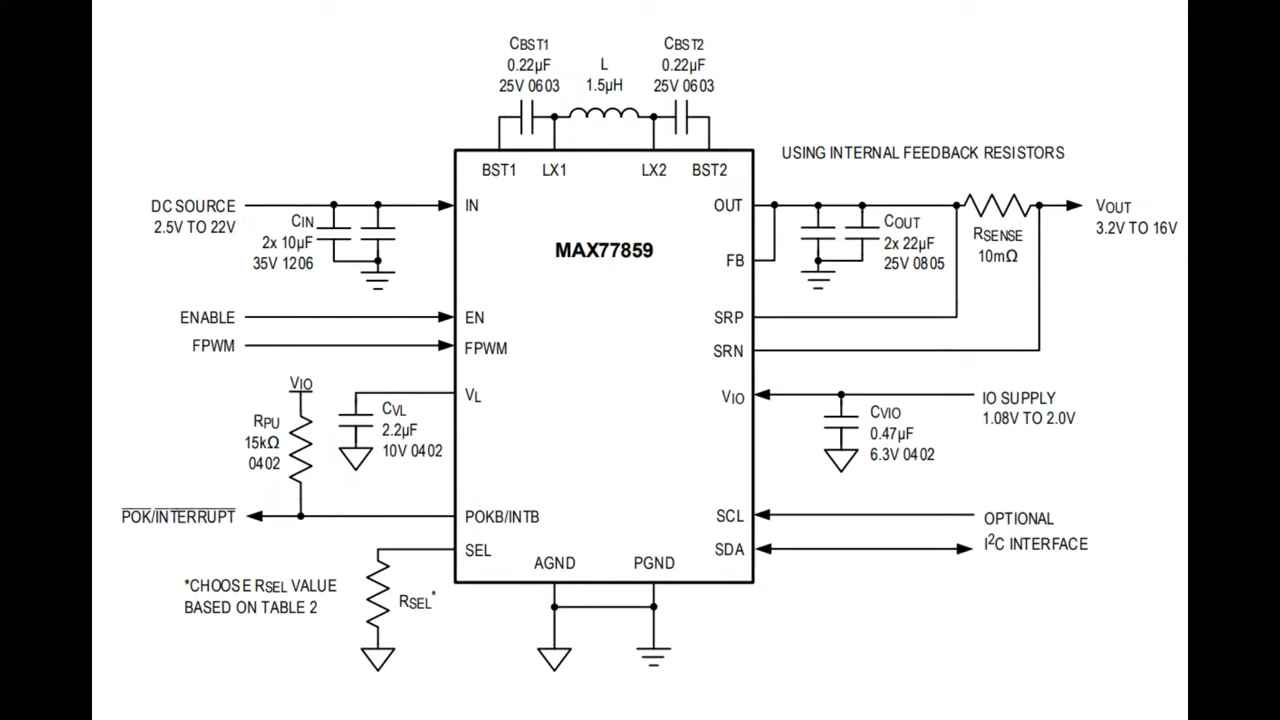 CBST1
0.22µF
25V 0603
L
1.5µH
CBST2
0.22µF
25V 0603
USING INTERNAL FEEDBACK RESISTORS
BST1
LX1
LX2
BST2
DC SOURCE
2.5V TO 22V
CIN
2x 10µF
35V 1206
IN
MAX77859
OUT
FB
COUT
2x 22µF
25V 0805
RSENSE
10mΩ
VOUT
3.2V TO 16V
ENABLE
EN
SRP
FPWM
FPWM
SRN
VIO
RPU
15kΩ
0402
CVL
2.2µF
10V 0402
VL
VIO
CVIO
0.47µF
6.3V 0402
IO SUPPLY
1.08V TO 2.0V
POK/INTERRUPT
POKB/INTB
SCL
SDA
OPTIONAL
I²C INTERFACE
SEL
*CHOOSE RSEL VALUE
BASED ON TABLE 2
RSEL*
AGND
PGND